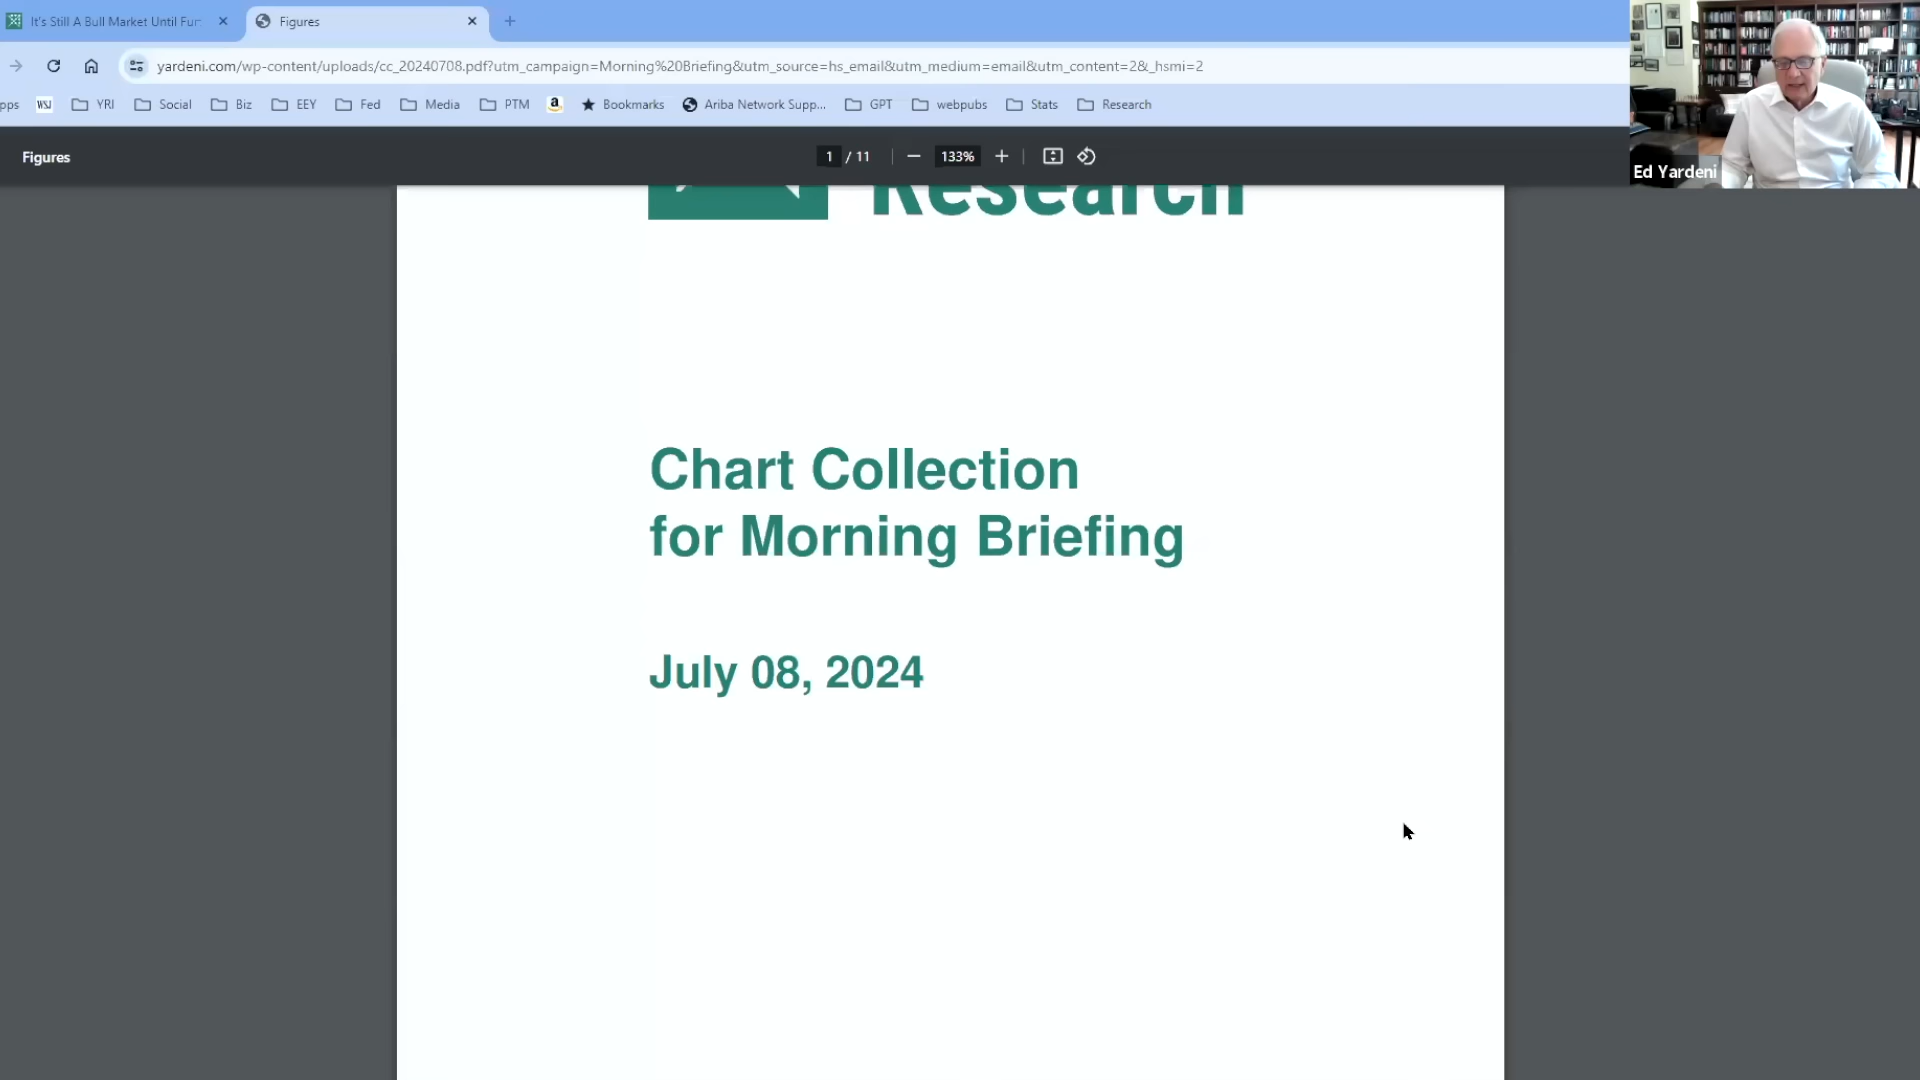 It's Still A Bull Market Until Fur
Figures
yardeni.com/wp-content/uploads/cc_20240708.pdf?utm_campaign=Morning%20Briefing&utm_source=hs_email&utm_medium=email&utm_content=2&_hsmi=2
pps WSJ YRI Social Biz EEY Fed Media PTM a Bookmarks Ariba Network Supp... GPT webpubs Stats Research
Figures 1 / 11 133%
Ed Yardeni
Research
Chart Collection
for Morning Briefing
July 08, 2024